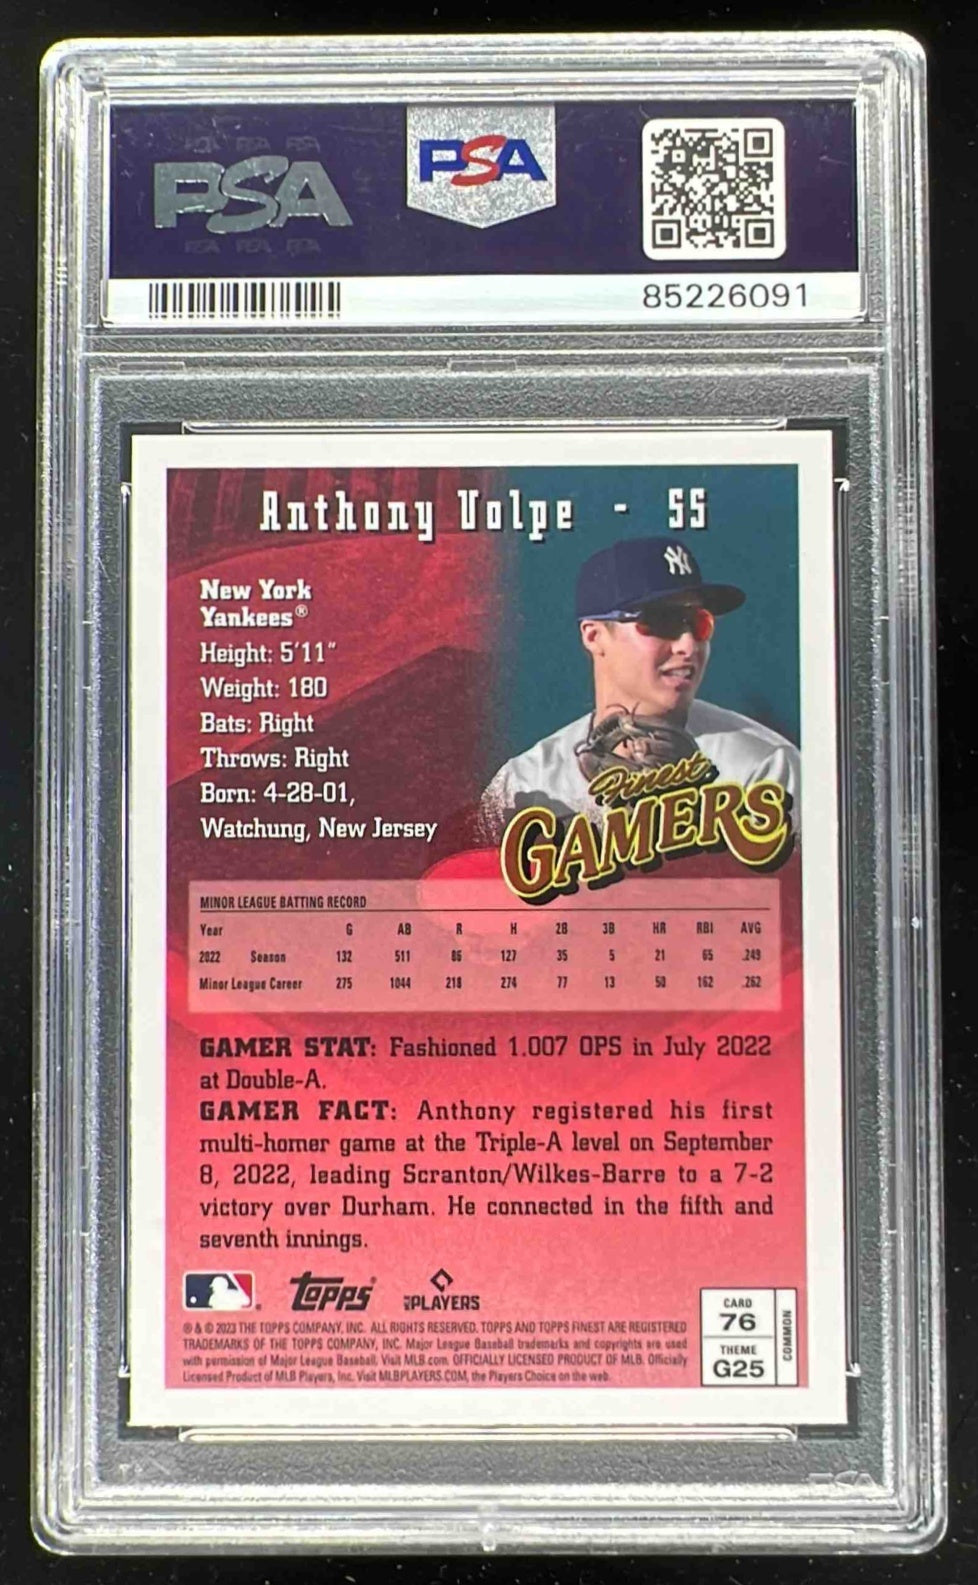 PSA PSA PSA
PSA
PSA PSA PSA
PSA
85226091
Anthony Volpe - SS
New York
Yankees®
Height: 5'11"
Weight: 180
Bats: Right
Throws: Right
Born: 4-28-01,
Watchung, New Jersey
NY
Finest
GAMERS
MINOR LEAGUE BATTING RECORD
Year G AB R H 2B 3B HR RBI AVG
2022 Season 132 511 86 127 35 5 21 65 .249
Minor League Career 275 1044 218 274 77 13 50 162 .262
GAMER STAT: Fashioned 1.007 OPS in July 2022
at Double-A.
GAMER FACT: Anthony registered his first
multi-homer game at the Triple-A level on September
8, 2022, leading Scranton/Wilkes-Barre to a 7-2
victory over Durham. He connected in the fifth and
seventh innings.
Topps®
MLB PLAYERS
® & © 2023 THE TOPPS COMPANY, INC. ALL RIGHTS RESERVED. TOPPS AND TOPPS FINEST ARE REGISTERED
TRADEMARKS OF THE TOPPS COMPANY, INC. Major League Baseball trademarks and copyrights are used
with permission of Major League Baseball. Visit MLB.com. OFFICIALLY LICENSED PRODUCT OF MLB. Officially
Licensed Product of MLB Players, Inc. Visit MLBPLAYERS.COM, the Players Choice on the web.
CARD
76
THEME
G25
COMMON
PSA